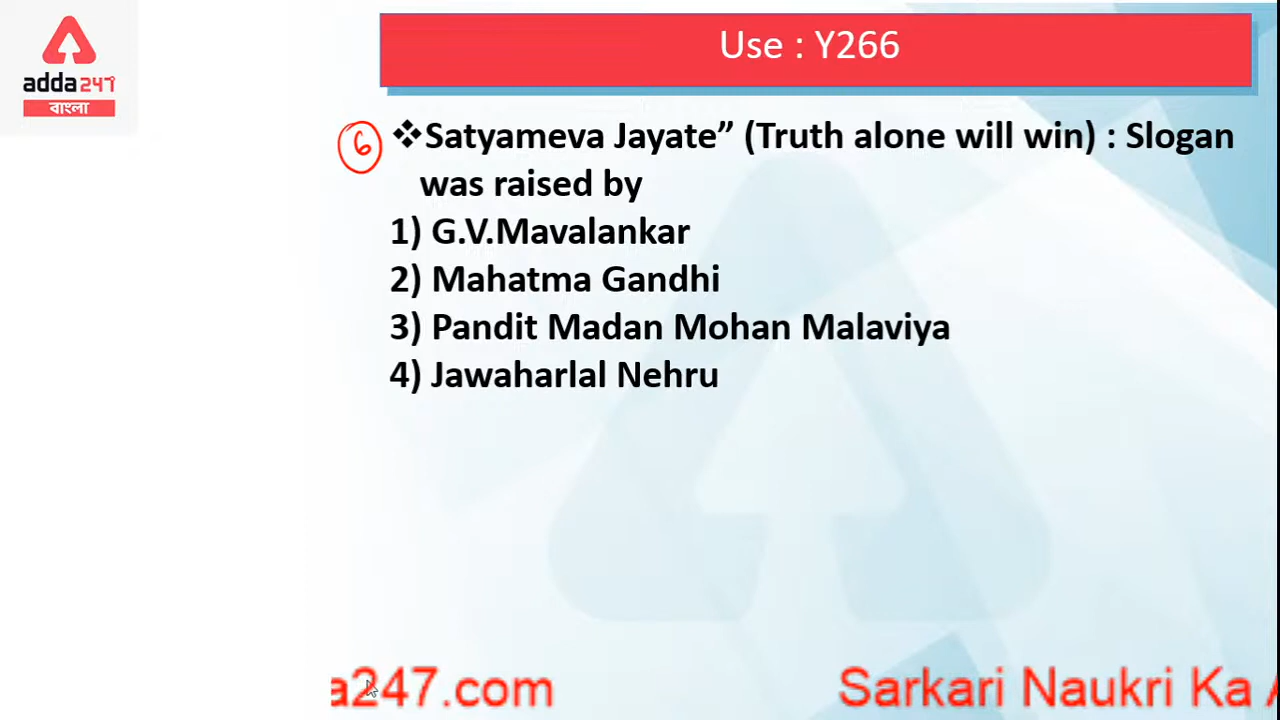 adda247
বাংলা
Use : Y266
6
❖Satyameva Jayate” (Truth alone will win) : Slogan
was raised by
1) G.V.Mavalankar
2) Mahatma Gandhi
3) Pandit Madan Mohan Malaviya
4) Jawaharlal Nehru
a247.com
Sarkari Naukri Ka A